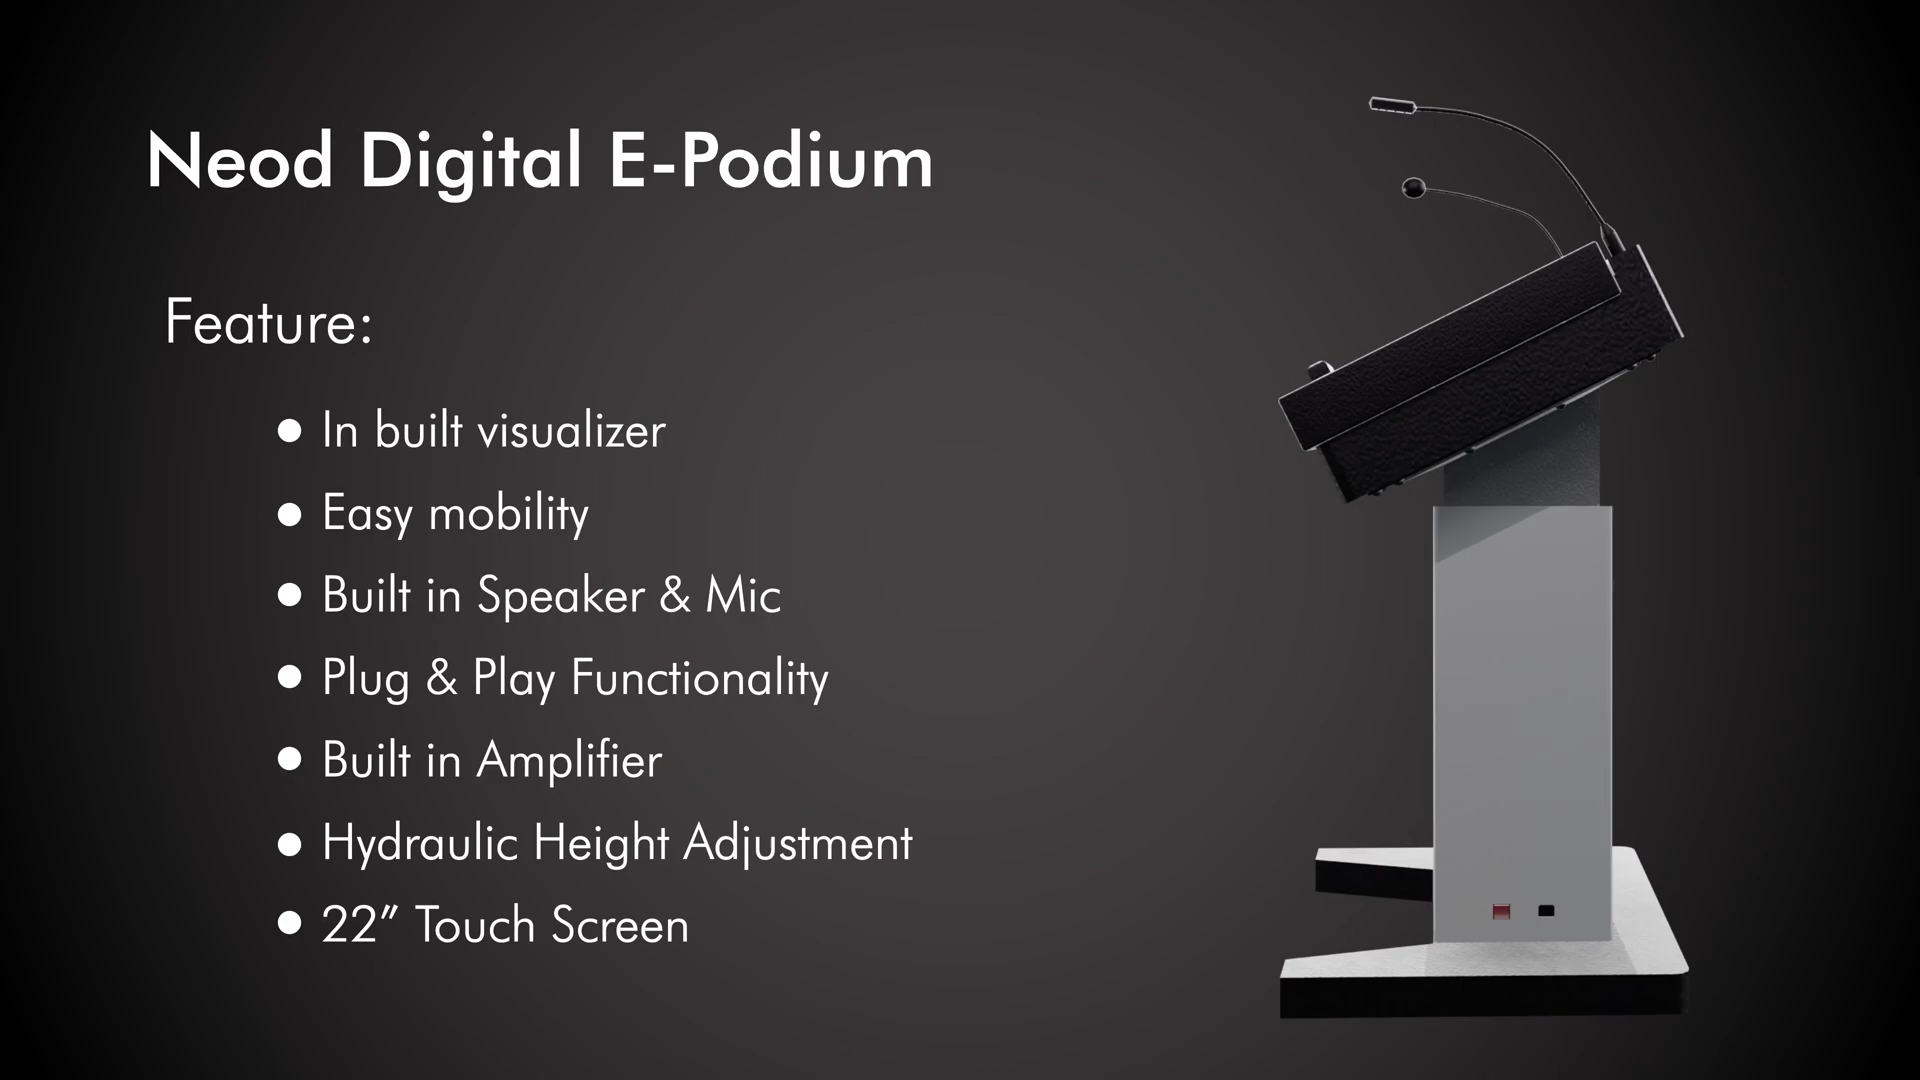 Neod Digital E-Podium
Feature:
● In built visualizer
● Easy mobility
● Built in Speaker & Mic
● Plug & Play Functionality
● Built in Amplifier
● Hydraulic Height Adjustment
● 22” Touch Screen